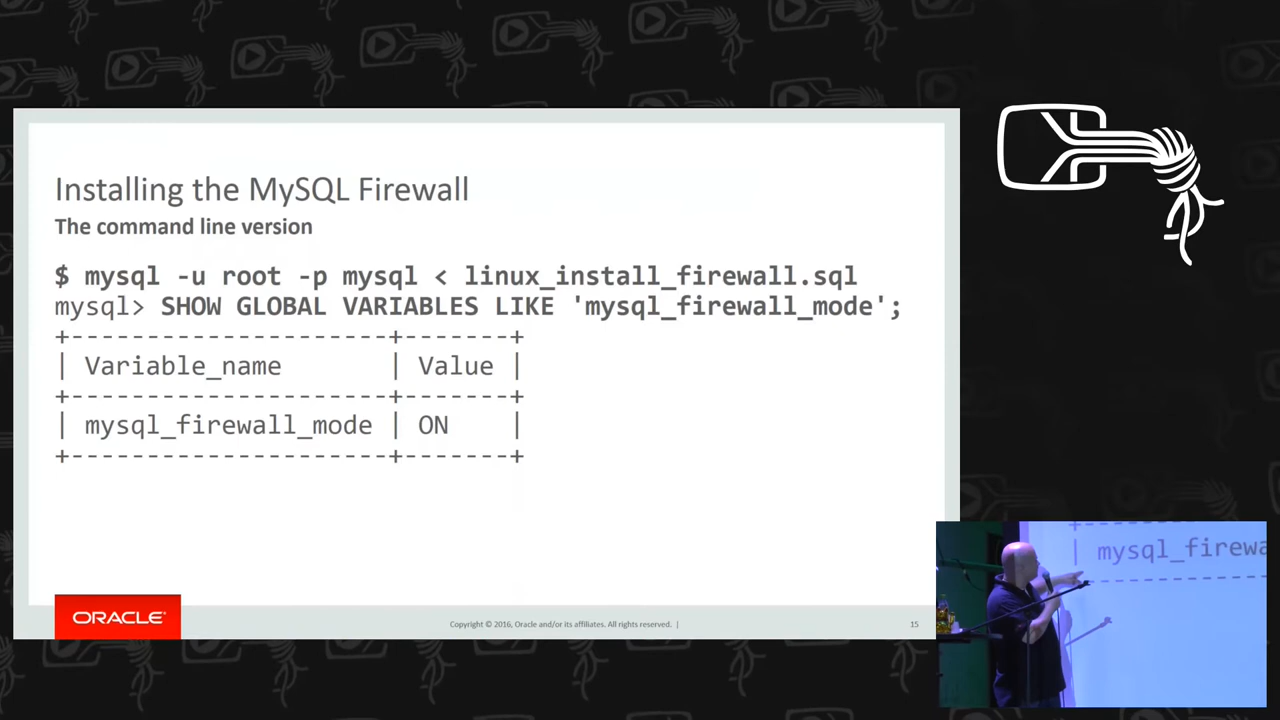 Installing the MySQL Firewall
The command line version
$ mysql -u root -p mysql < linux_install_firewall.sql
mysql> SHOW GLOBAL VARIABLES LIKE 'mysql_firewall_mode';
+---------------------+-------+
| Variable_name       | Value |
+---------------------+-------+
| mysql_firewall_mode | ON    |
+---------------------+-------+
ORACLE
Copyright © 2016, Oracle and/or its affiliates. All rights reserved. |
15
| mysql_firewa